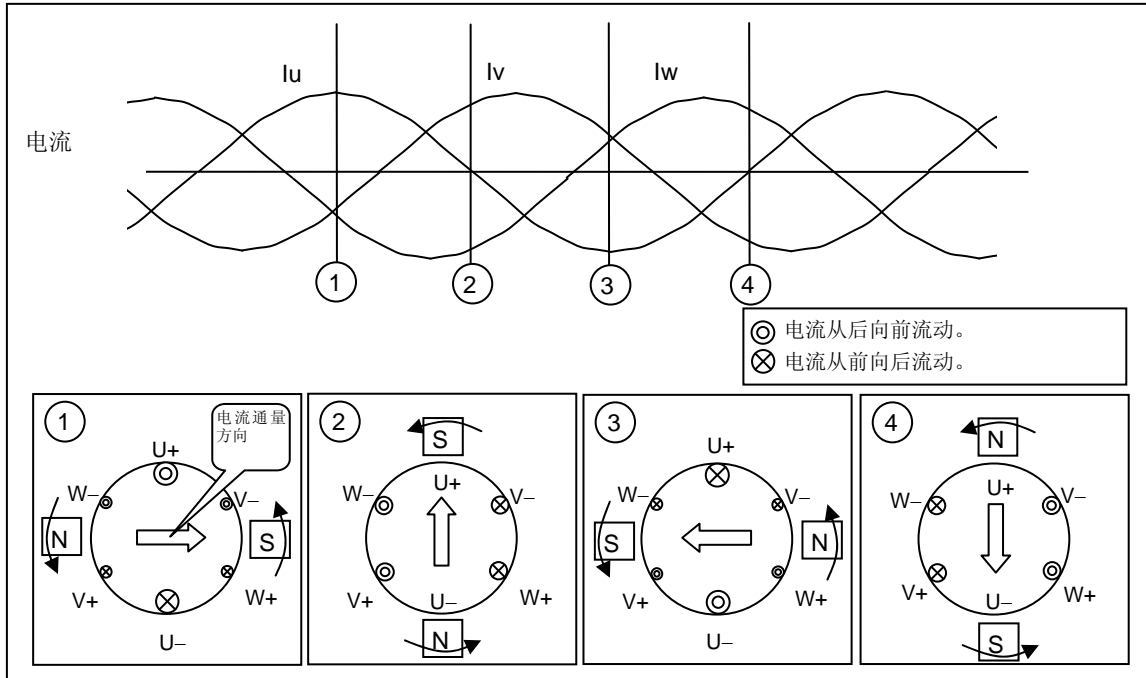 Iu Iv Iw
电流
1 2 3 4
◎ 电流从后向前流动。
⊗ 电流从前向后流动。
1
电流通量
方向
U+
W− V−
N S
V+ W+
U−
2
S
U+
W− V−
V+ U− W+
N
3
U+
W− V−
S N
V+ W+
U−
4
N
U+
W− V−
V+ U− W+
S